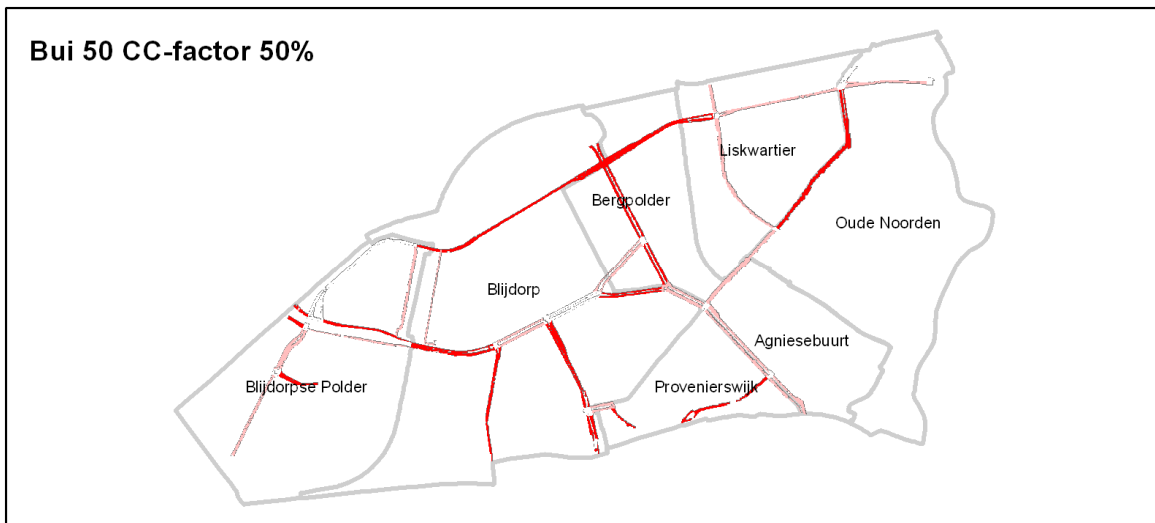 Bui 50 CC-factor 50%
Liskwartier
Bergpolder
Oude Noorden
Blijdorp
Agniesebuurt
Blijdorpse Polder
Provenierswijk